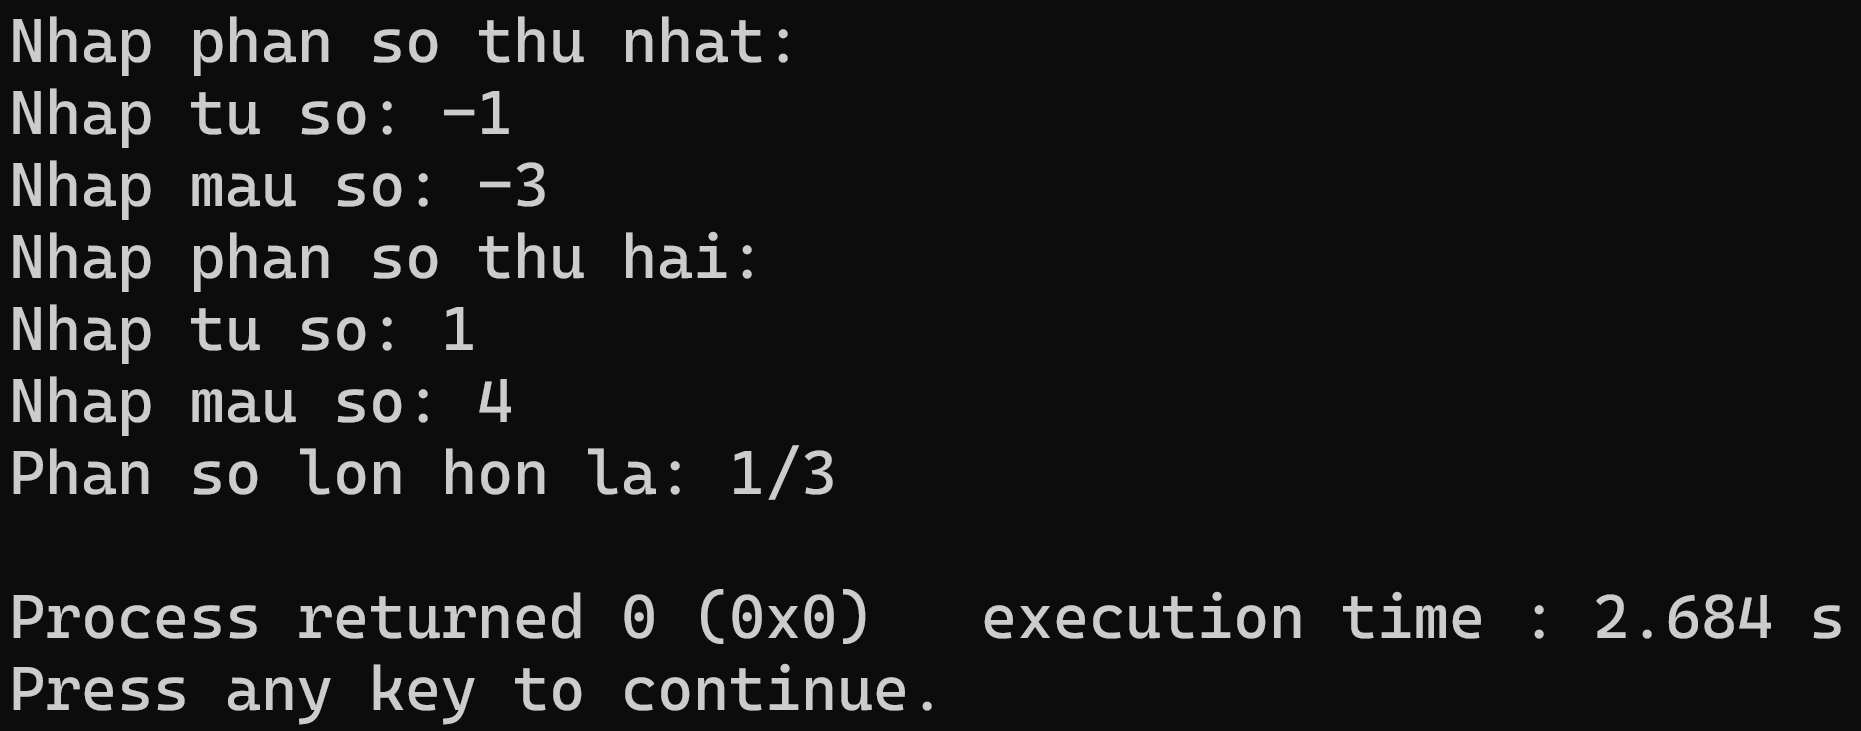 Nhap phan so thu nhat:
Nhap tu so: -1
Nhap mau so: -3
Nhap phan so thu hai:
Nhap tu so: 1
Nhap mau so: 4
Phan so lon hon la: 1/3

Process returned 0 (0x0)   execution time : 2.684 s
Press any key to continue.